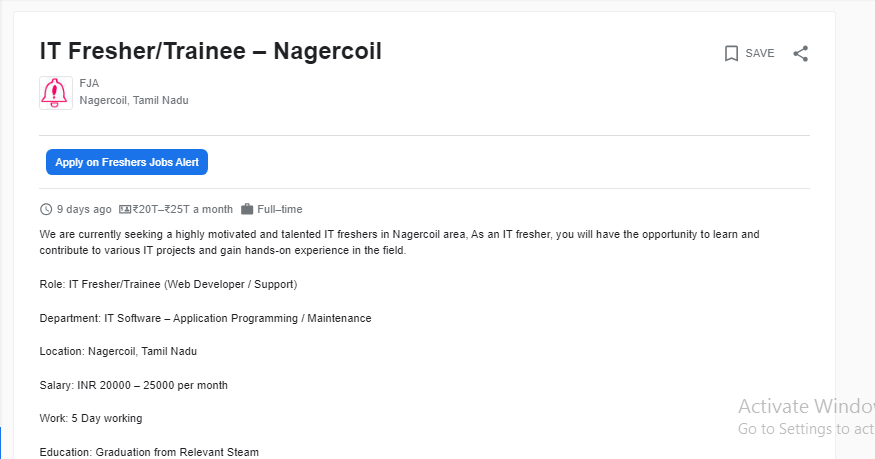 IT Fresher/Trainee – Nagercoil
SAVE
FJA
Nagercoil, Tamil Nadu
Apply on Freshers Jobs Alert
9 days ago ₹20T–₹25T a month Full–time
We are currently seeking a highly motivated and talented IT freshers in Nagercoil area, As an IT fresher, you will have the opportunity to learn and
contribute to various IT projects and gain hands-on experience in the field.
Role: IT Fresher/Trainee (Web Developer / Support)
Department: IT Software – Application Programming / Maintenance
Location: Nagercoil, Tamil Nadu
Salary: INR 20000 – 25000 per month
Work: 5 Day working
Activate Windo
Go to Settings to act
Education: Graduation from Relevant Steam